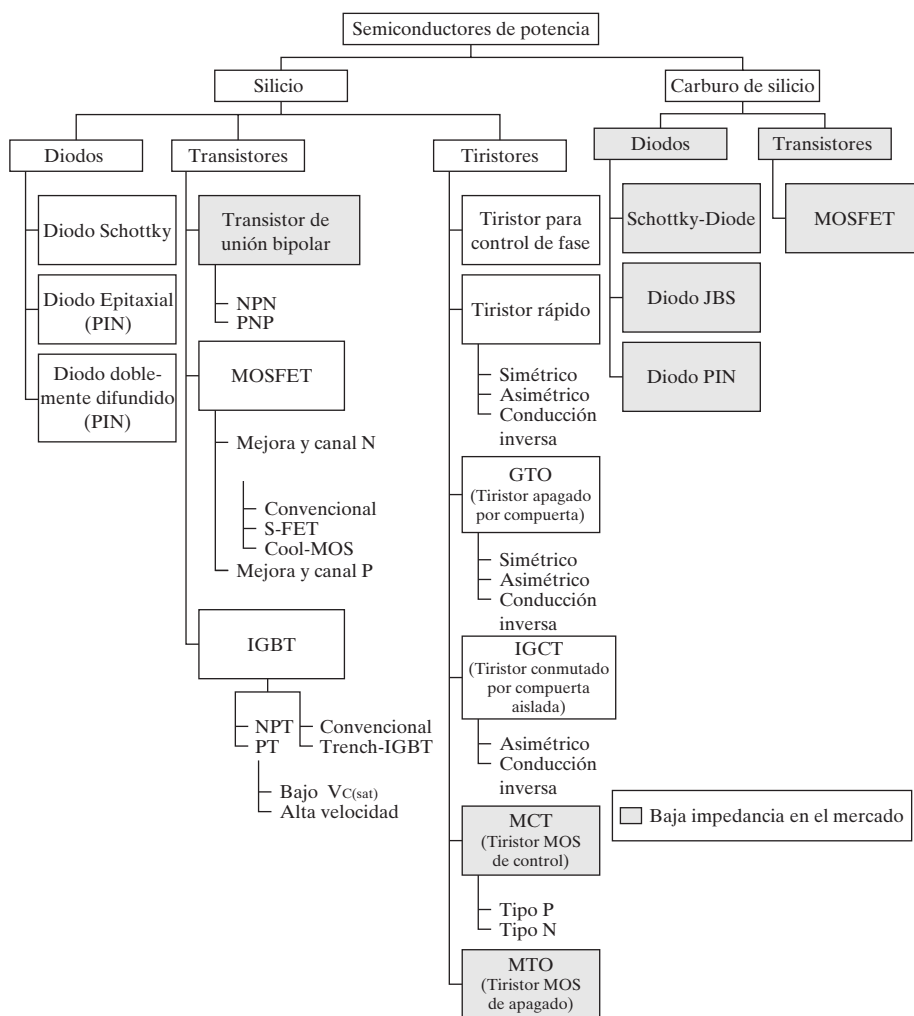 Semiconductores de potencia
Silicio
Carburo de silicio
Diodos
Transistores
Tiristores
Diodos
Transistores
Diodo Schottky
Diodo Epitaxial
(PIN)
Diodo doble-
mente difundido
(PIN)
Transistor de
unión bipolar
NPN
PNP
MOSFET
Mejora y canal N
Convencional
S-FET
Cool-MOS
Mejora y canal P
IGBT
NPT
PT
Convencional
Trench-IGBT
Bajo VC(sat)
Alta velocidad
Tiristor para
control de fase
Tiristor rápido
Simétrico
Asimétrico
Conducción
inversa
GTO
(Tiristor apagado
por compuerta)
Simétrico
Asimétrico
Conducción
inversa
IGCT
(Tiristor conmutado
por compuerta
aislada)
Asimétrico
Conducción
inversa
MCT
(Tiristor MOS
de control)
Tipo P
Tipo N
MTO
(Tiristor MOS
de apagado)
Schottky-Diode
Diodo JBS
Diodo PIN
MOSFET
Baja impedancia en el mercado